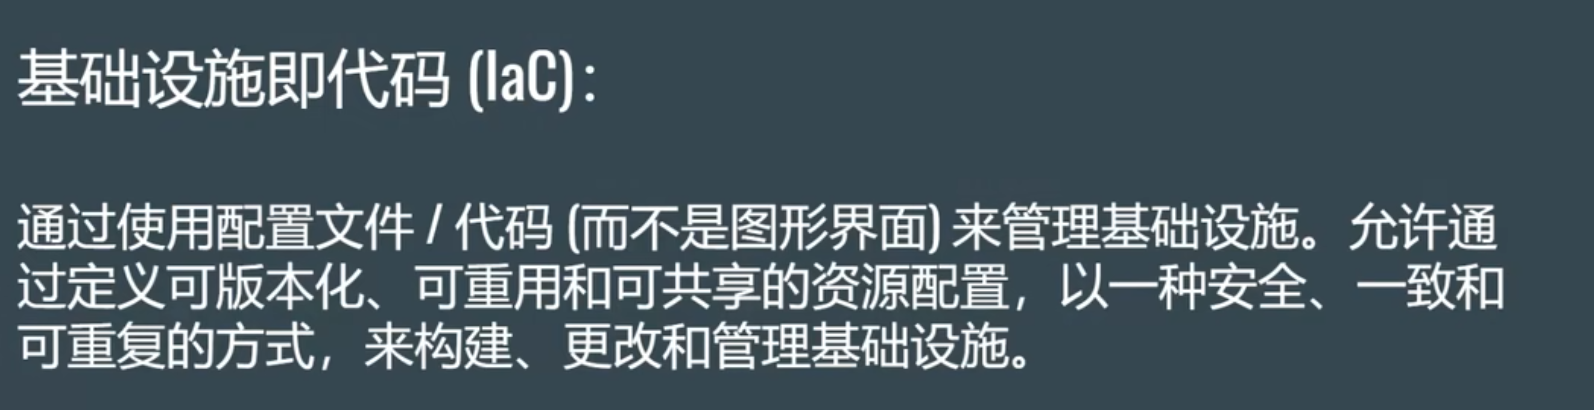 基础设施即代码 (IaC)：
通过使用配置文件 / 代码 (而不是图形界面) 来管理基础设施。允许通
过定义可版本化、可重用和可共享的资源配置，以一种安全、一致和
可重复的方式，来构建、更改和管理基础设施。